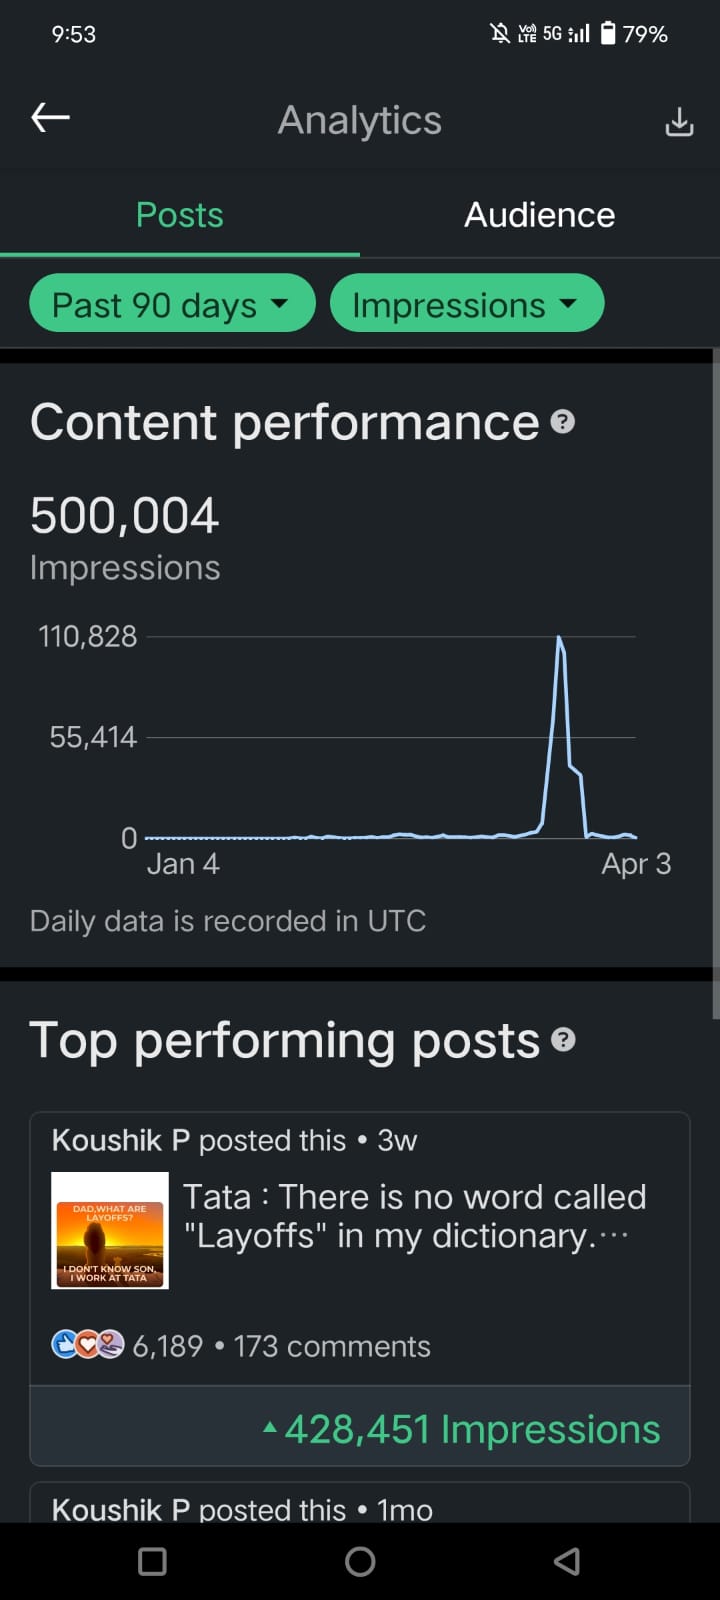 9:53
Vo) LTE 5G 79%
Analytics
Posts
Audience
Past 90 days
Impressions
Content performance ?
500,004
Impressions
110,828
55,414
0
Jan 4
Apr 3
Daily data is recorded in UTC
Top performing posts ?
Koushik P posted this • 3w
DAD,WHAT ARE
LAYOFFS?
I DON'T KNOW SON,
I WORK AT TATA
Tata : There is no word called
"Layoffs" in my dictionary.···
6,189 • 173 comments
428,451 Impressions
Koushik P posted this • 1mo